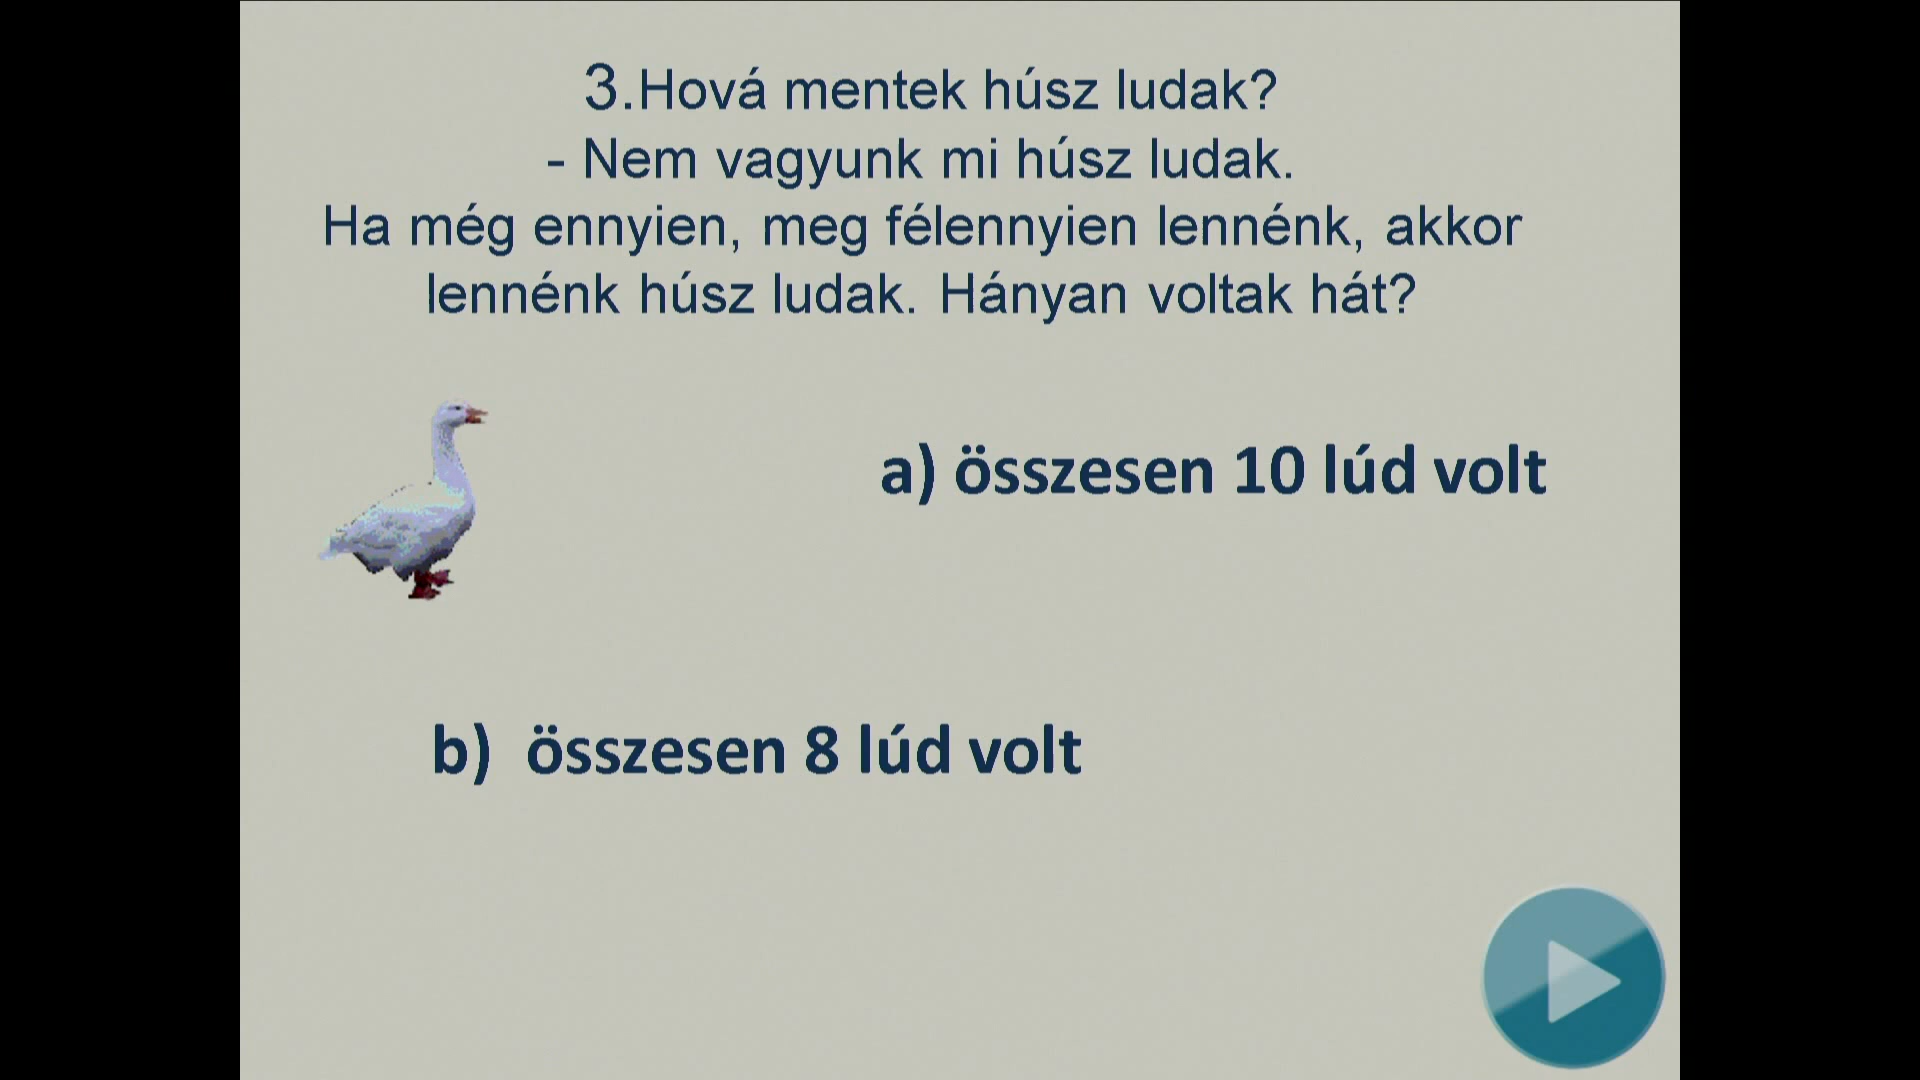 3.Hová mentek húsz ludak?
- Nem vagyunk mi húsz ludak.
Ha még ennyien, meg félennyien lennénk, akkor
lennénk húsz ludak. Hányan voltak hát?
a) összesen 10 lúd volt
b) összesen 8 lúd volt